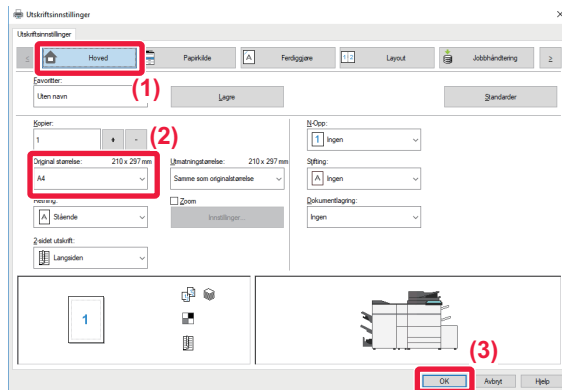 Utskriftsinnstillinger
Utskriftsinnstillinger
Hoved Papirkilde A Ferdiggjøre 1 2 Layout Jobbhåndtering
(1)
Favoritter:
Uten navn Lagre Standarder
Kopier: N-Opp:
1 + - (2) 1 Ingen
Original størrelse: 210 x 297 mm Utmatningstørrelse: 210 x 297 mm Stifting:
A4 Samme som originalstørrelse A Ingen
Retning: Zoom Dokumentlagring:
A Stående Innstillinger... Ingen
2-sidet utskrift:
Langsiden
1
(3)
OK Avbryt Hjelp